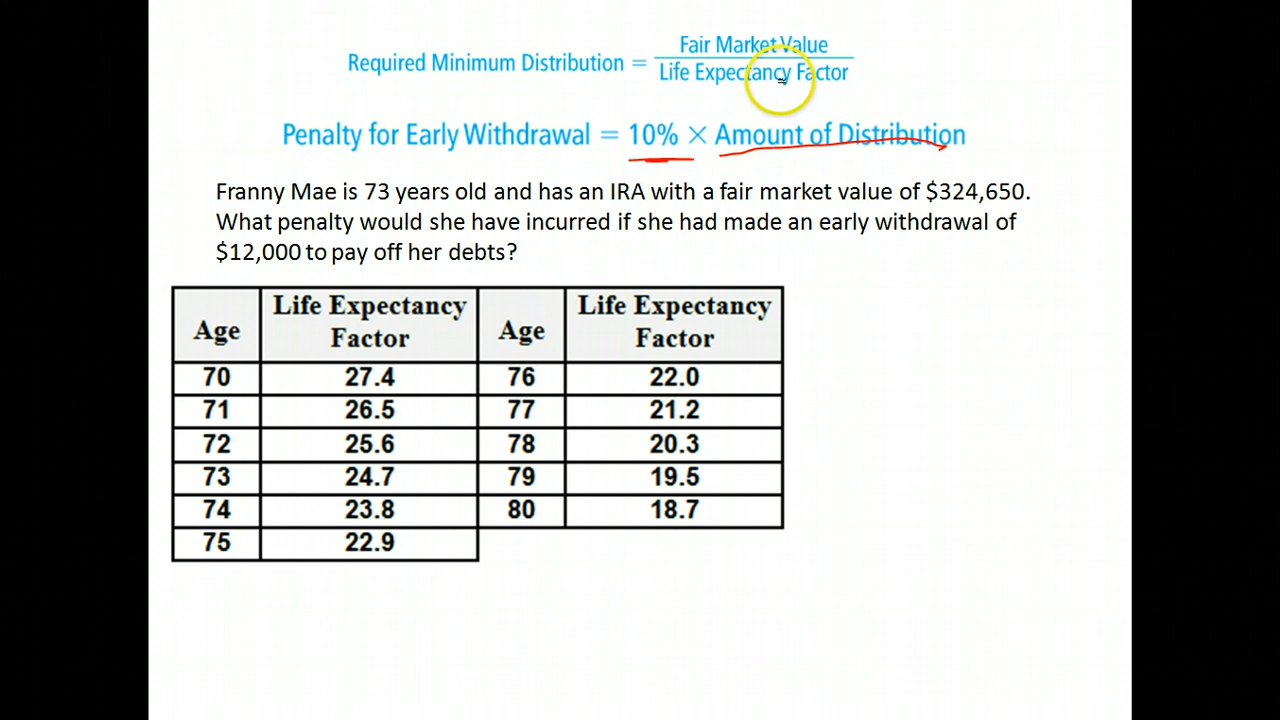 Required Minimum Distribution = Fair Market Value
Life Expectancy Factor
Penalty for Early Withdrawal = 10% × Amount of Distribution
Franny Mae is 73 years old and has an IRA with a fair market value of $324,650.
What penalty would she have incurred if she had made an early withdrawal of
$12,000 to pay off her debts?
Age Life Expectancy Factor Age Life Expectancy Factor
70 27.4 76 22.0
71 26.5 77 21.2
72 25.6 78 20.3
73 24.7 79 19.5
74 23.8 80 18.7
75 22.9